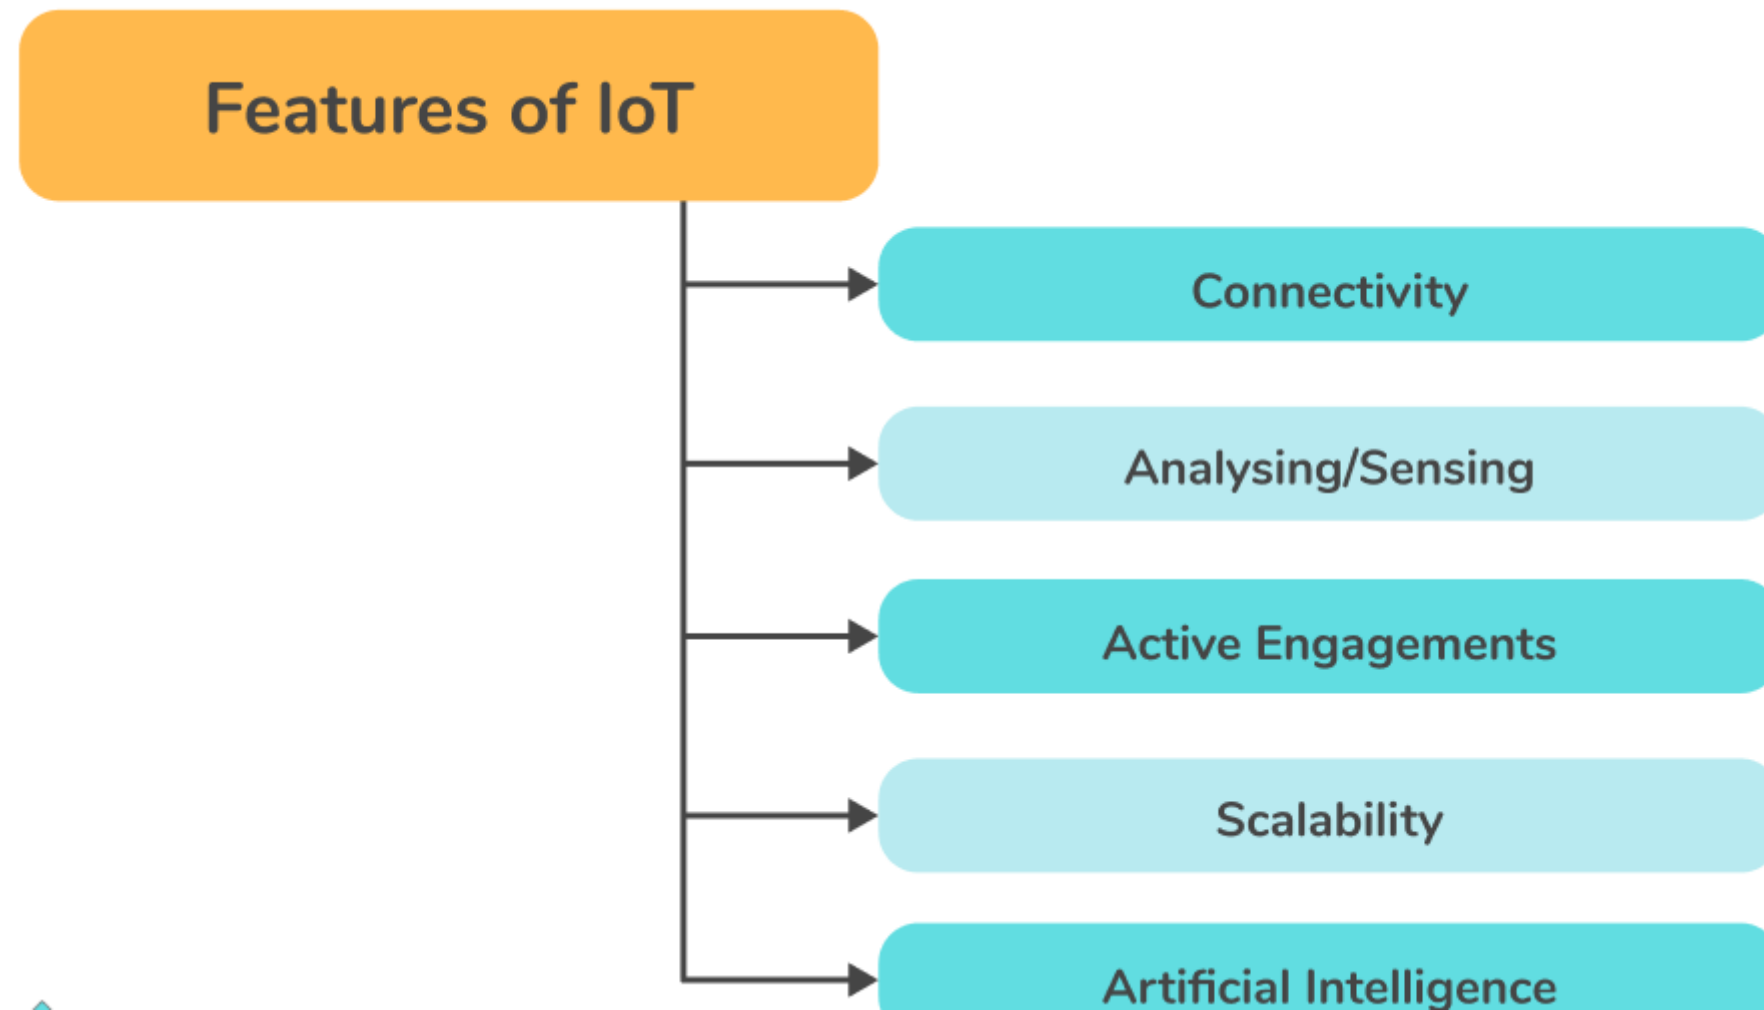 Features of IoT
Connectivity
Analysing/Sensing
Active Engagements
Scalability
Artificial Intelligence